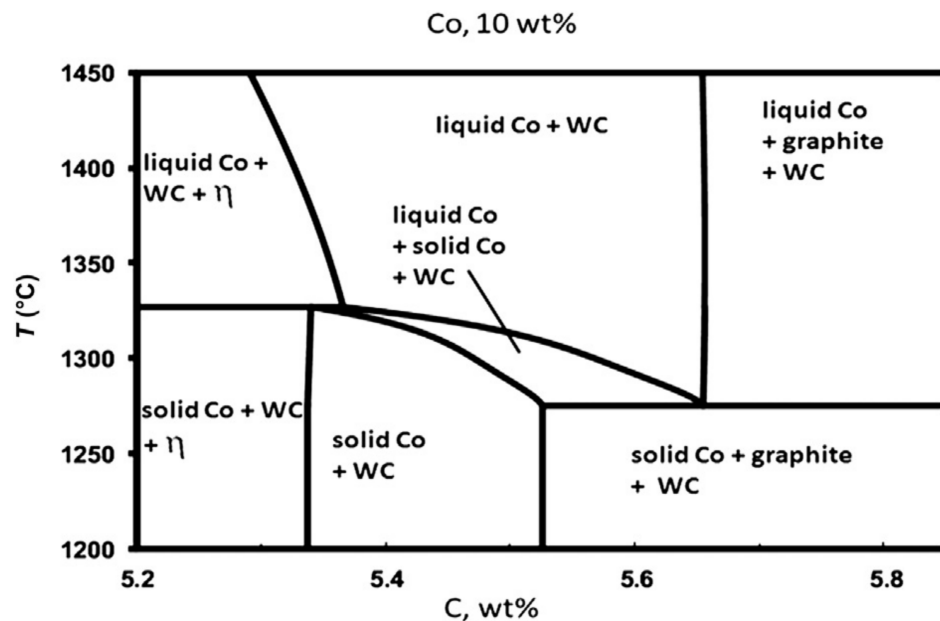 Co, 10 wt%
1450
1400
1350
1300
1250
1200
T (°C)
liquid Co +
WC + η
liquid Co + WC
liquid Co
+ graphite
+ WC
liquid Co
+ solid Co
+ WC
solid Co + WC
+ η
solid Co
+ WC
solid Co + graphite
+ WC
5.2
5.4
5.6
5.8
C, wt%